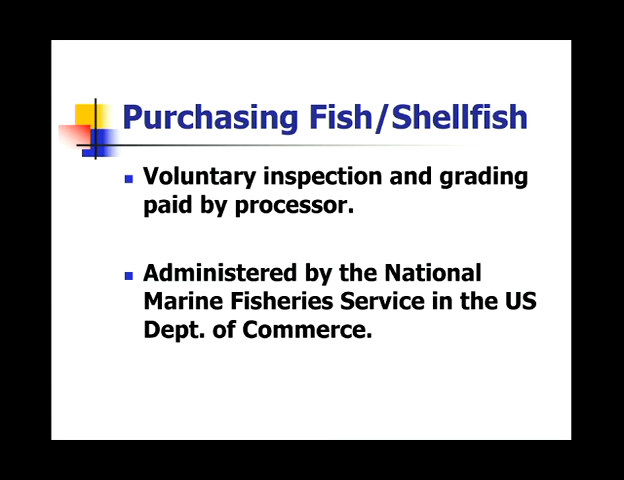 Purchasing Fish/Shellfish
Voluntary inspection and grading
paid by processor.
Administered by the National
Marine Fisheries Service in the US
Dept. of Commerce.